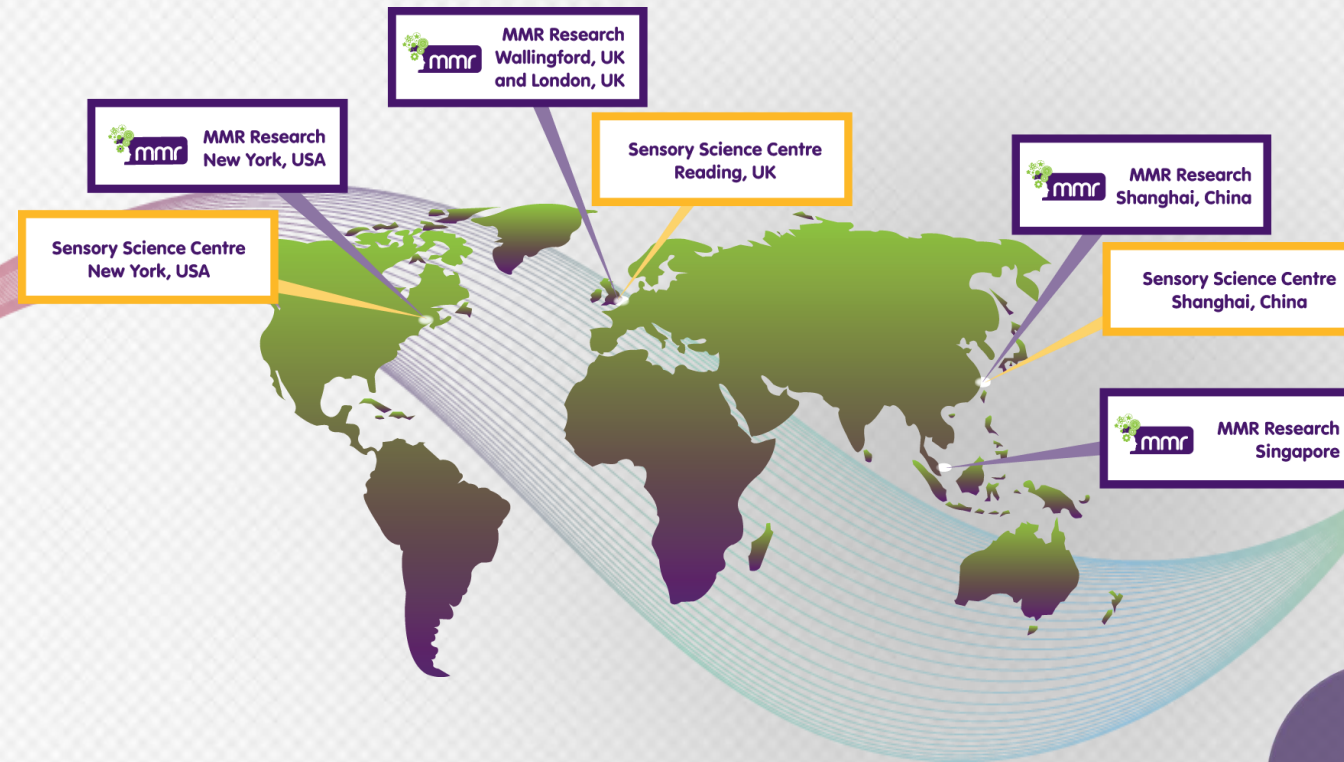 mmr
MMR Research
Wallingford, UK
and London, UK
mmr
MMR Research
New York, USA
Sensory Science Centre
Reading, UK
mmr
MMR Research
Shanghai, China
Sensory Science Centre
New York, USA
Sensory Science Centre
Shanghai, China
mmr
MMR Research
Singapore